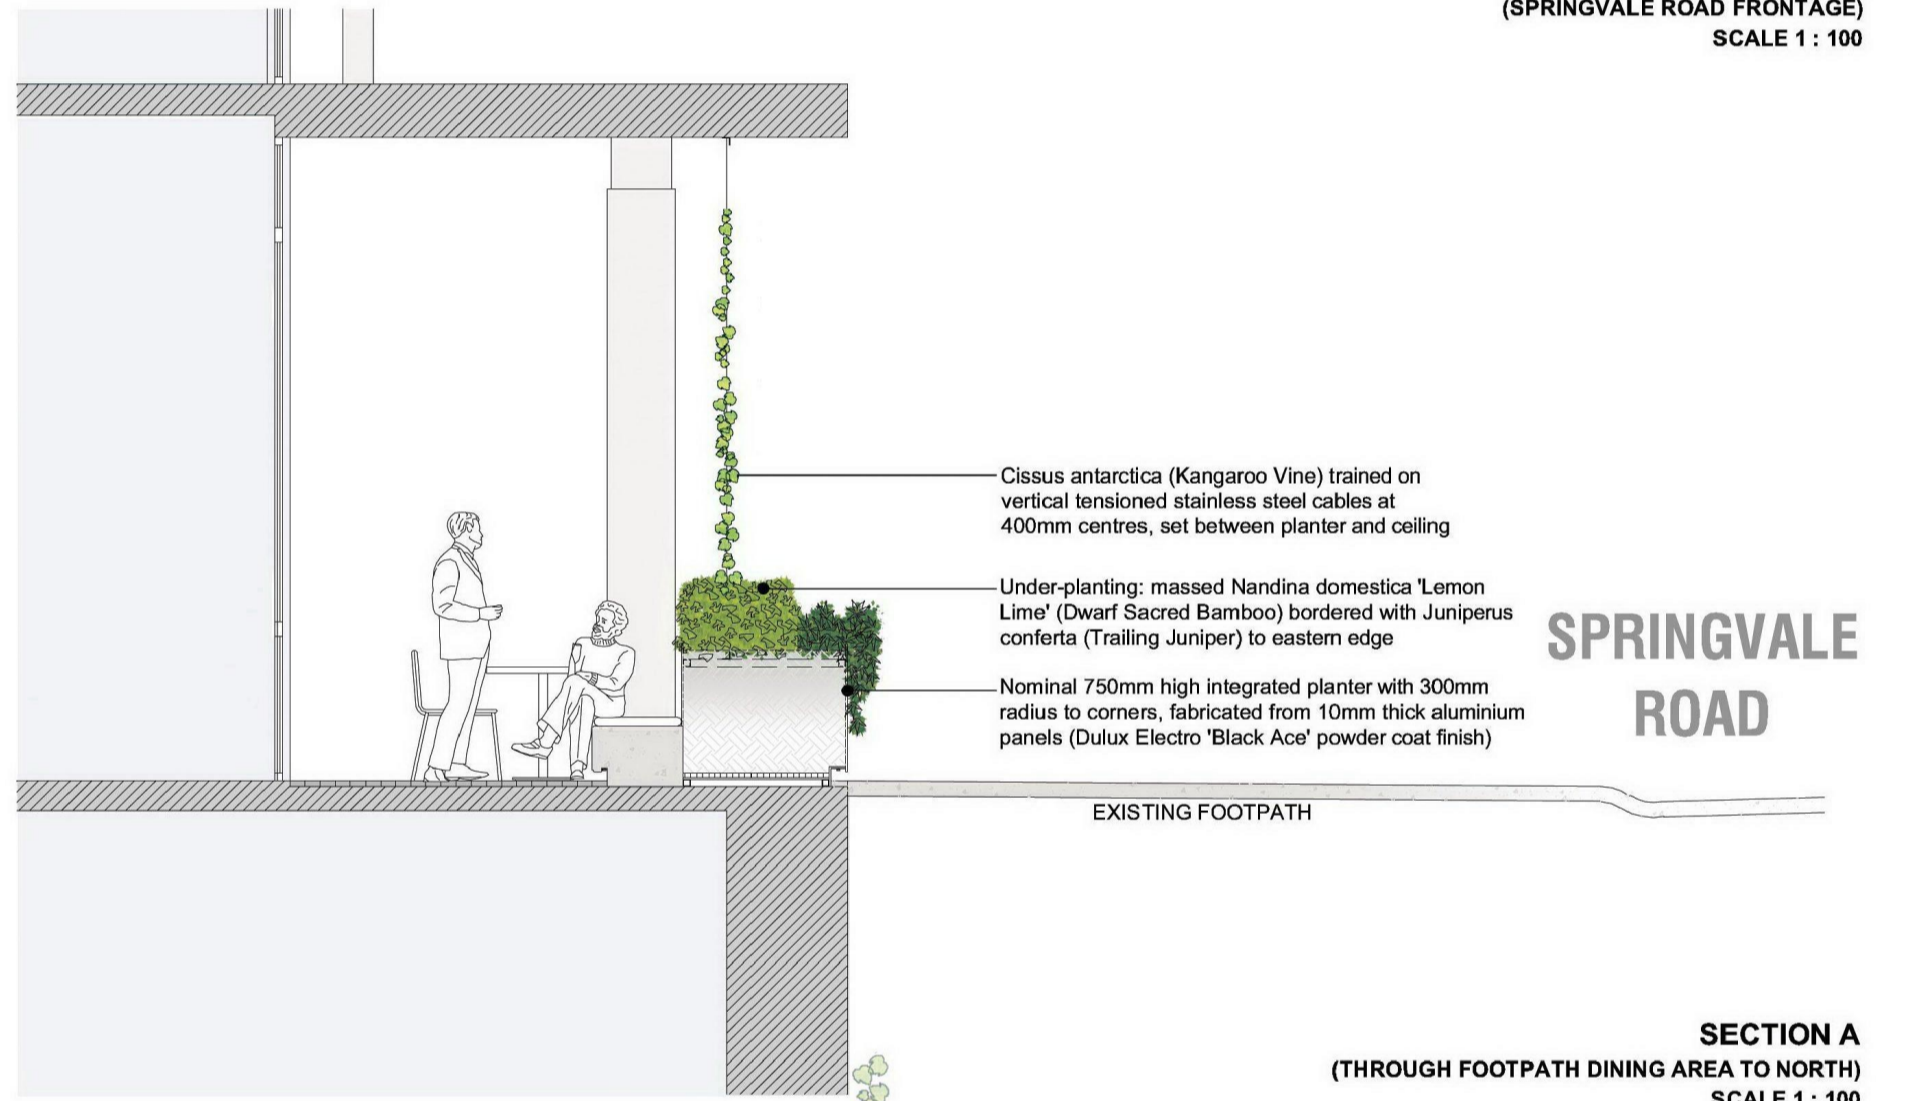 (SPRINGVALE ROAD FRONTAGE)
SCALE 1 : 100
Cissus antarctica (Kangaroo Vine) trained on
vertical tensioned stainless steel cables at
400mm centres, set between planter and ceiling
Under-planting: massed Nandina domestica 'Lemon
Lime' (Dwarf Sacred Bamboo) bordered with Juniperus
conferta (Trailing Juniper) to eastern edge
SPRINGVALE
ROAD
Nominal 750mm high integrated planter with 300mm
radius to corners, fabricated from 10mm thick aluminium
panels (Dulux Electro 'Black Ace' powder coat finish)
EXISTING FOOTPATH
SECTION A
(THROUGH FOOTPATH DINING AREA TO NORTH)
SCALE 1 : 100